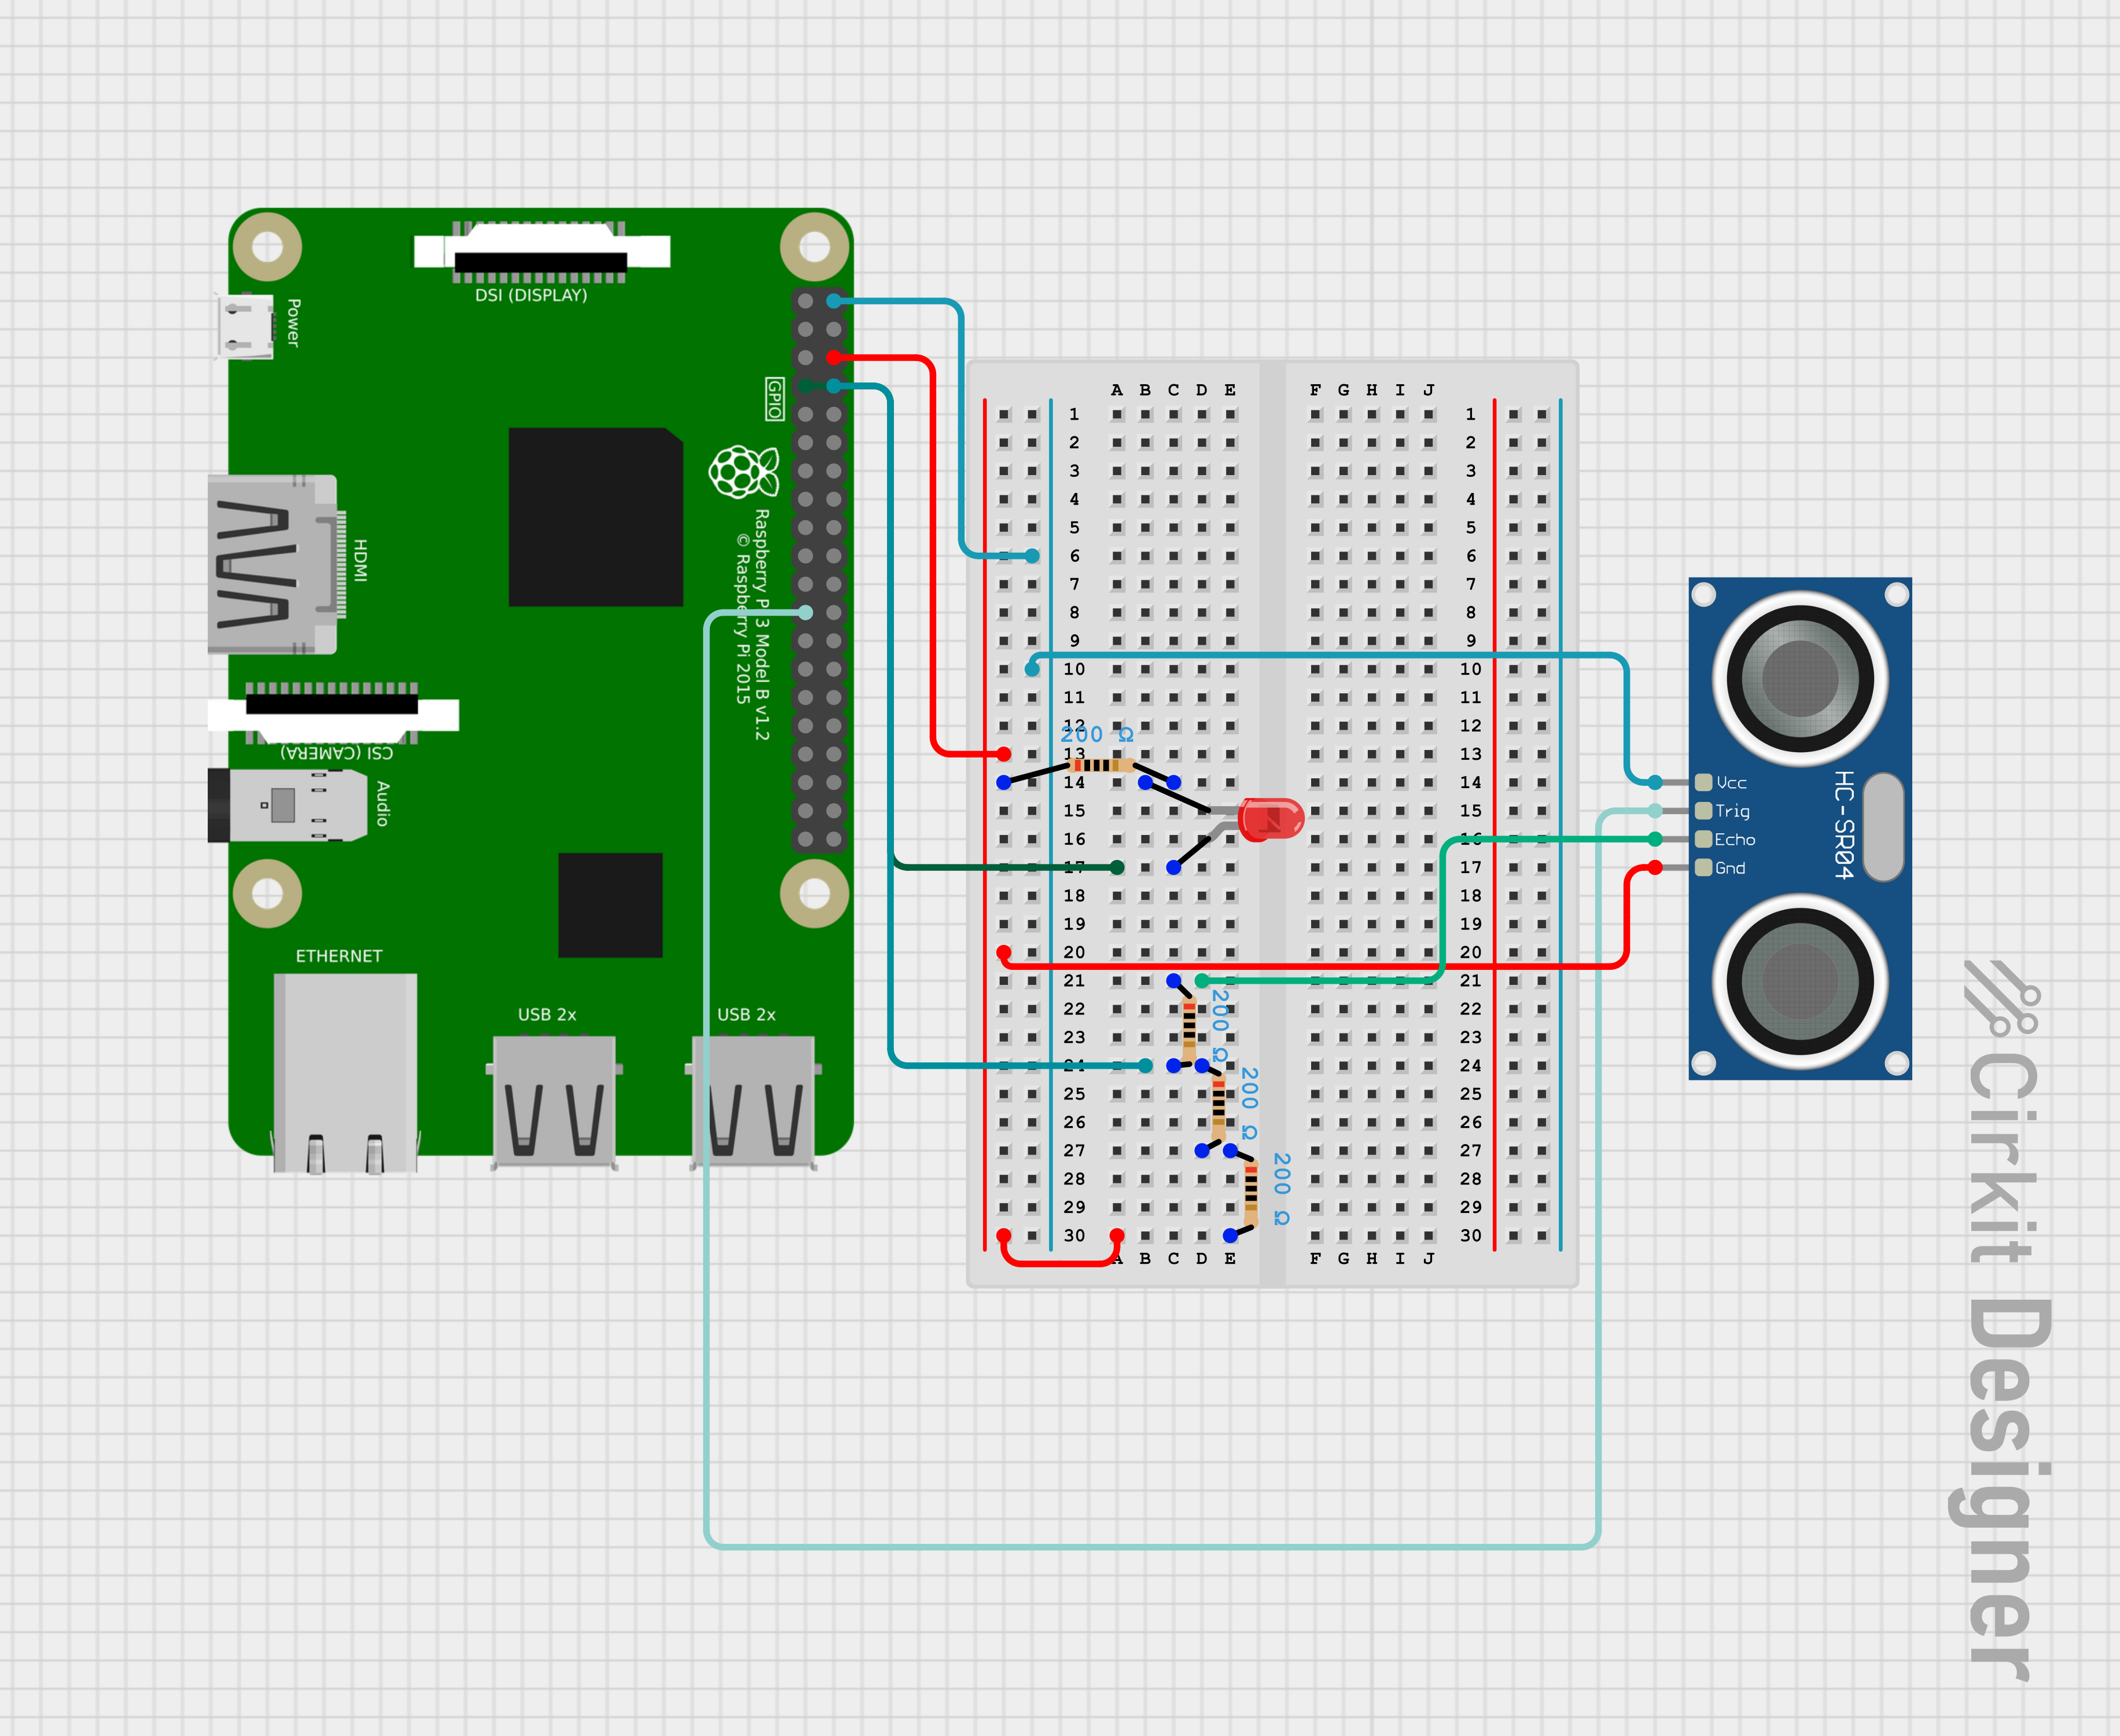 DSI (DISPLAY)
Power
GPIO
HDMI
Raspberry Pi 3 Model B v1.2
© Raspberry Pi 2015
CSI (CAMERA)
Audio
ETHERNET
USB 2x
USB 2x
A B C D E F G H I J
1 1
2 2
3 3
4 4
5 5
6 6
7 7
8 8
9 9
10 10
11 11
12 12
200 Ω
13 13
14 14
15 15
16 16
17 17
18 18
19 19
20 20
21 21
200 Ω
22 22
23 23
24 24
200 Ω
25 25
26 26
27 27
200 Ω
28 28
29 29
30 30
A B C D E F G H I J
Vcc
Trig
Echo
Gnd
HC-SR04
Cirkit Designer